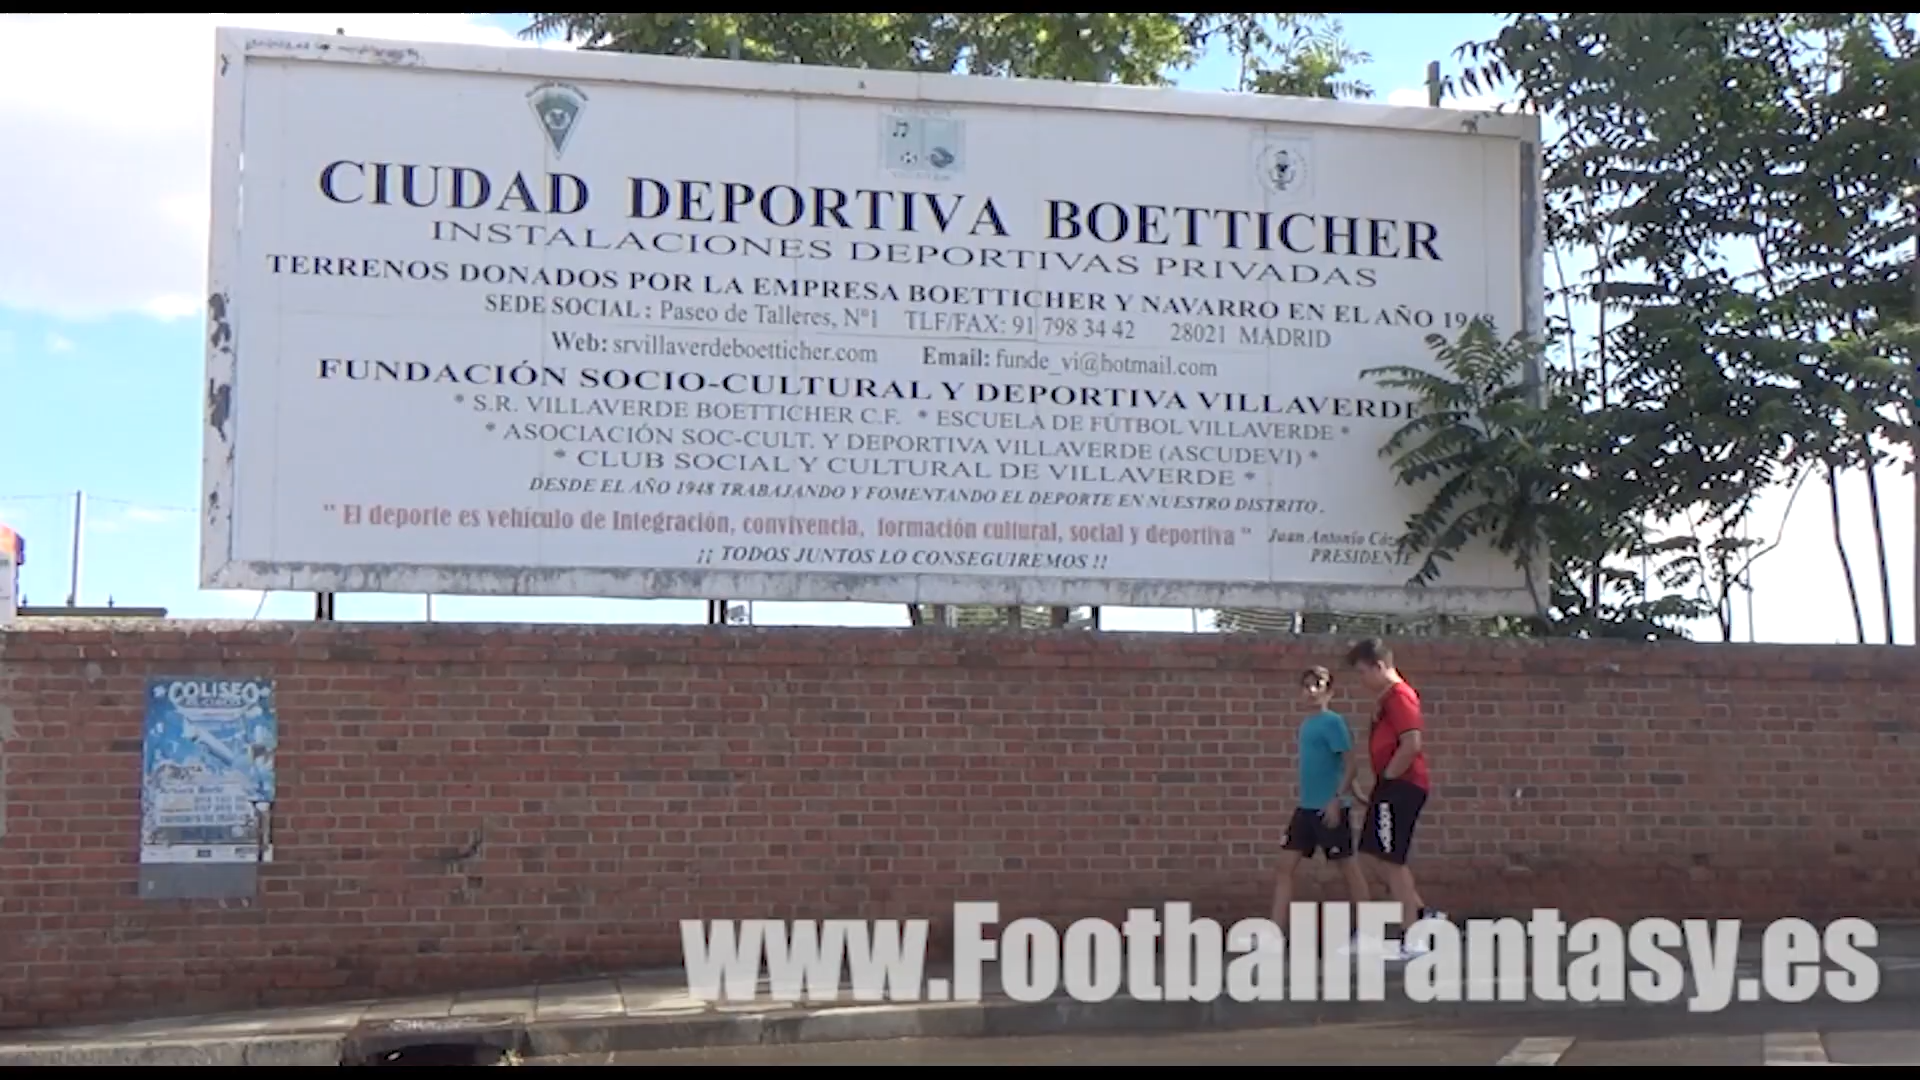 CIUDAD DEPORTIVA BOETTICHER
INSTALACIONES DEPORTIVAS PRIVADAS
TERRENOS DONADOS POR LA EMPRESA BOETTICHER Y NAVARRO EN EL AÑO 1948
SEDE SOCIAL: Paseo de Talleres, Nº1 TLF/FAX: 91 798 34 42 28021 MADRID
Web: srvillaverdeboetticher.com Email: funde_vi@hotmail.com
FUNDACIÓN SOCIO-CULTURAL Y DEPORTIVA VILLAVERDE
* S.R. VILLAVERDE BOETTICHER C.F. * ESCUELA DE FÚTBOL VILLAVERDE *
* ASOCIACIÓN SOC-CULT. Y DEPORTIVA VILLAVERDE (ASCUDEVI) *
* CLUB SOCIAL Y CULTURAL DE VILLAVERDE *
DESDE EL AÑO 1948 TRABAJANDO Y FOMENTANDO EL DEPORTE EN NUESTRO DISTRITO.
" El deporte es vehículo de Integración, convivencia, formación cultural, social y deportiva " Juan Antonio
PRESIDENTE
¡¡ TODOS JUNTOS LO CONSEGUIREMOS !!
COLISEO
adidas
www.FootballFantasy.es